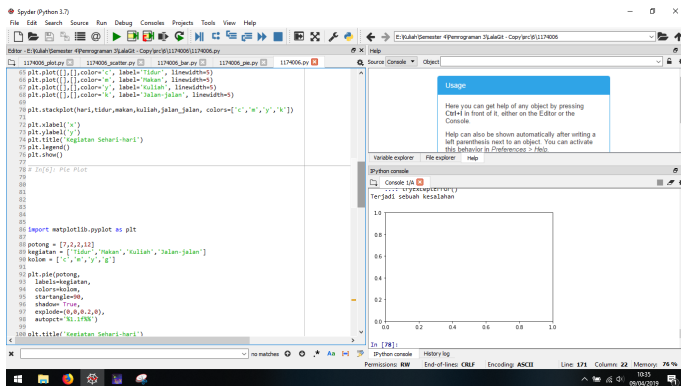 Spyder (Python 3.7)
File Edit Search Source Run Debug Consoles Projects Tools View Help
E:\Kuliah\Semester 4\Pemrograman 3\LalaGit - Copy\src\6\1174006
Editor - E:\Kuliah\Semester 4\Pemrograman 3\LalaGit - Copy\src\6\1174006\1174006.py
1174006_plot.py 1174006_scatter.py 1174006_bar.py 1174006_pie.py 1174006.py
65 plt.plot([],[],color='c', label='Tidur', linewidth=5)
66 plt.plot([],[],color='m', label='Makan', linewidth=5)
67 plt.plot([],[],color='y', label='Kuliah', linewidth=5)
68 plt.plot([],[],color='k', label='Jalan-jalan', linewidth=5)
69
70 plt.stackplot(hari,tidur,makan,kuliah,jalan_jalan, colors=['c','m','y','k'])
71
72 plt.xlabel('x')
73 plt.ylabel('y')
74 plt.title('Kegiatan Sehari-hari')
75 plt.legend()
76 plt.show()
77
78 # In[6]: Pie Plot
79
80
81
82
83
84
85
86 import matplotlib.pyplot as plt
87
88 potong = [7,2,2,12]
89 kegiatan = ['Tidur','Makan','Kuliah','Jalan-jalan']
90 kolom = ['c','m','y','g']
91
92 plt.pie(potong,
93 labels=kegiatan,
94 colors=kolom,
95 startangle=90,
96 shadow= True,
97 explode=(0,0,0.2,0),
98 autopct='%1.1f%%')
99
100 plt.title('Kegiatan Sehari-hari')
no matches Aa
Help
Source Console Object
Usage
Here you can get help of any object by pressing
Ctrl+I in front of it, either on the Editor or the
Console.
Help can also be shown automatically after writing a
left parenthesis next to an object. You can activate
this behavior in Preferences > Help.
Variable explorer File explorer Help
IPython console
Console 1/A
...: tryExceptError()
Terjadi sebuah kesalahan
1.0
0.8
0.6
0.4
0.2
0.0
0.0 0.2 0.4 0.6 0.8 1.0
In [78]:
IPython console History log
Permissions: RW End-of-lines: CRLF Encoding: ASCII Line: 171 Column: 22 Memory: 76 %
10:35
09/04/2019